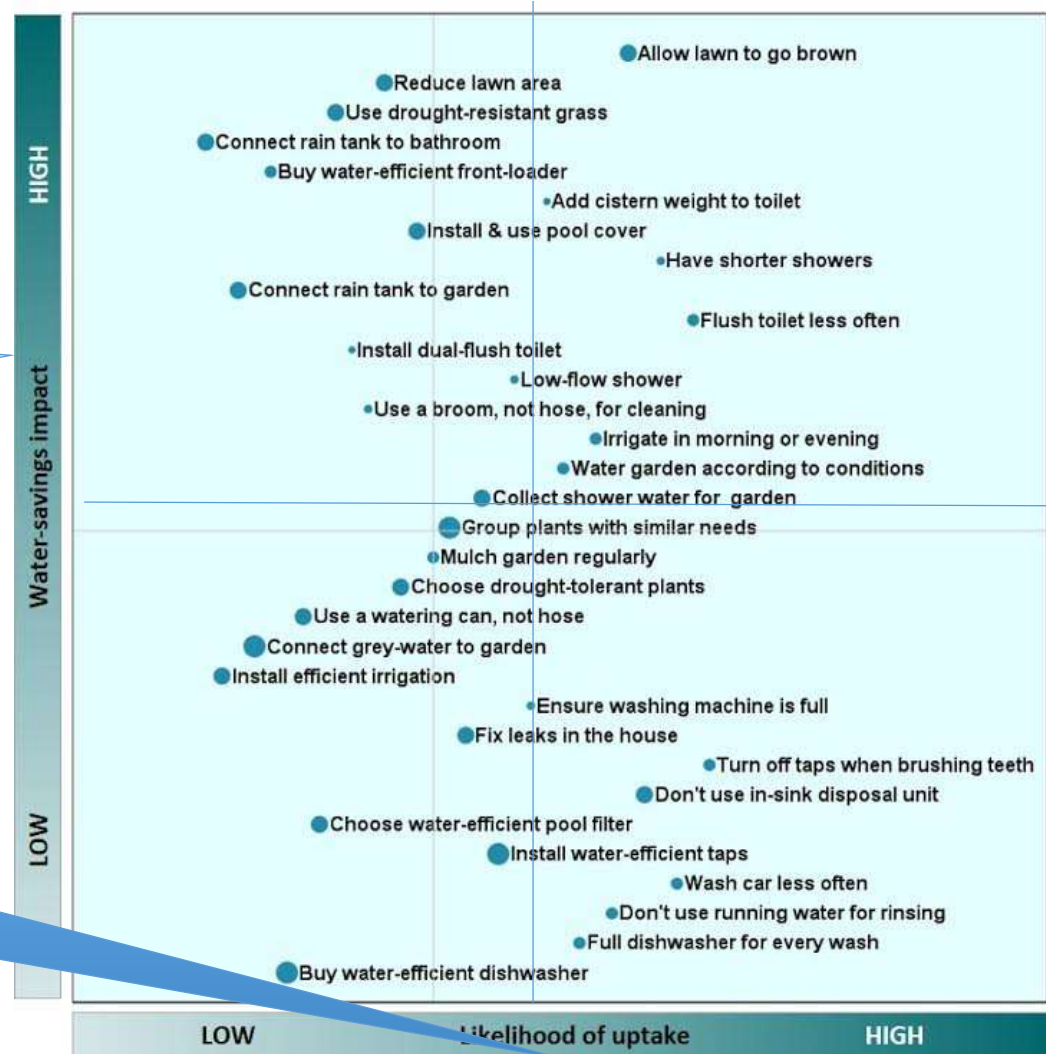 Allow lawn to go brown
Reduce lawn area
Use drought-resistant grass
Connect rain tank to bathroom
Buy water-efficient front-loader
Add cistern weight to toilet
Install & use pool cover
Have shorter showers
Connect rain tank to garden
Flush toilet less often
Install dual-flush toilet
Low-flow shower
Use a broom, not hose, for cleaning
Irrigate in morning or evening
Water garden according to conditions
Collect shower water for garden
Group plants with similar needs
Mulch garden regularly
Choose drought-tolerant plants
Use a watering can, not hose
Connect grey-water to garden
Install efficient irrigation
Ensure washing machine is full
Fix leaks in the house
Turn off taps when brushing teeth
Don't use in-sink disposal unit
Choose water-efficient pool filter
Install water-efficient taps
Wash car less often
Don't use running water for rinsing
Full dishwasher for every wash
Buy water-efficient dishwasher
HIGH
Water-savings impact
LOW
LOW
Likelihood of uptake
HIGH